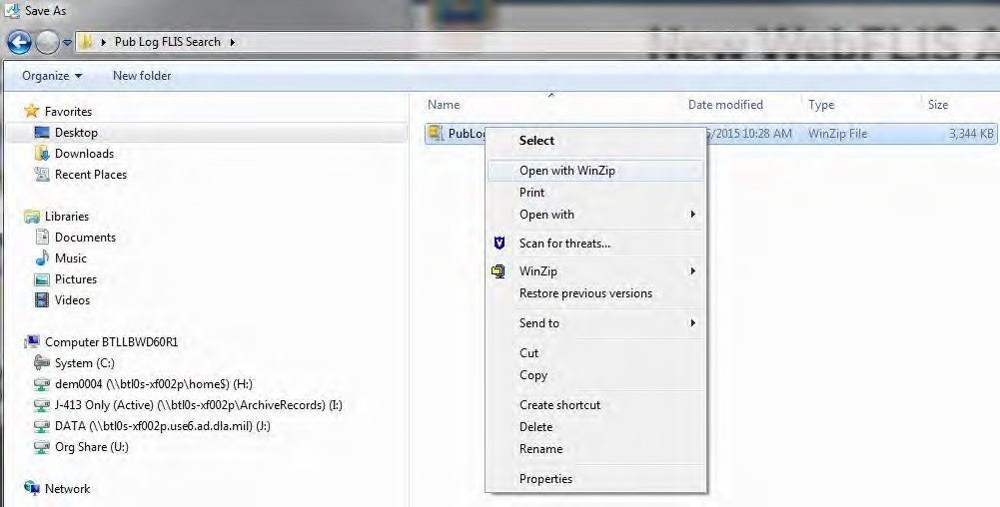 Save As
Pub Log FLIS Search
New WebFLIS A
Organize New folder
Name Date modified Type Size
Favorites
Desktop
Downloads
Recent Places
Libraries
Documents
Music
Pictures
Videos
Computer BTLLBWD60R1
System (C:)
dem0004 (\\btl0s-xf002p\home$) (H:)
J-413 Only (Active) (\\btl0s-xf002p\ArchiveRecords) (I:)
DATA (\\btl0s-xf002p.use6.ad.dla.mil) (J:)
Org Share (U:)
Network
PubLog 5/2015 10:28 AM WinZip File 3,344 KB
Select
Open with WinZip
Print
Open with
Scan for threats...
WinZip
Restore previous versions
Send to
Cut
Copy
Create shortcut
Delete
Rename
Properties